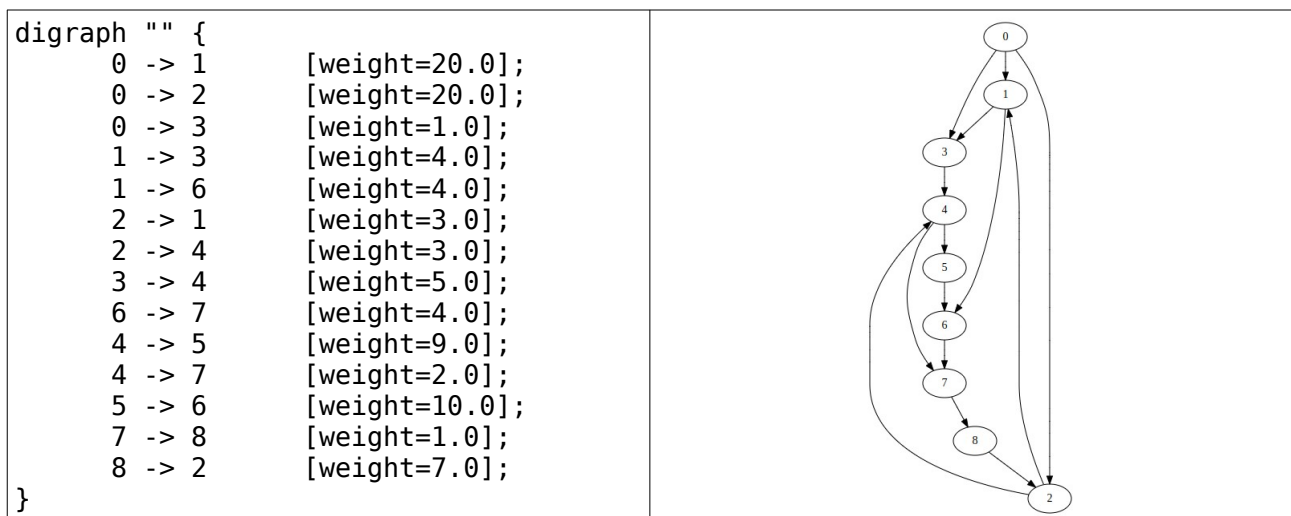 digraph "" {
0 -> 1 [weight=20.0];
0 -> 2 [weight=20.0];
0 -> 3 [weight=1.0];
1 -> 3 [weight=4.0];
1 -> 6 [weight=4.0];
2 -> 1 [weight=3.0];
2 -> 4 [weight=3.0];
3 -> 4 [weight=5.0];
6 -> 7 [weight=4.0];
4 -> 5 [weight=9.0];
4 -> 7 [weight=2.0];
5 -> 6 [weight=10.0];
7 -> 8 [weight=1.0];
8 -> 2 [weight=7.0];
}
0
1
3
4
5
6
7
8
2